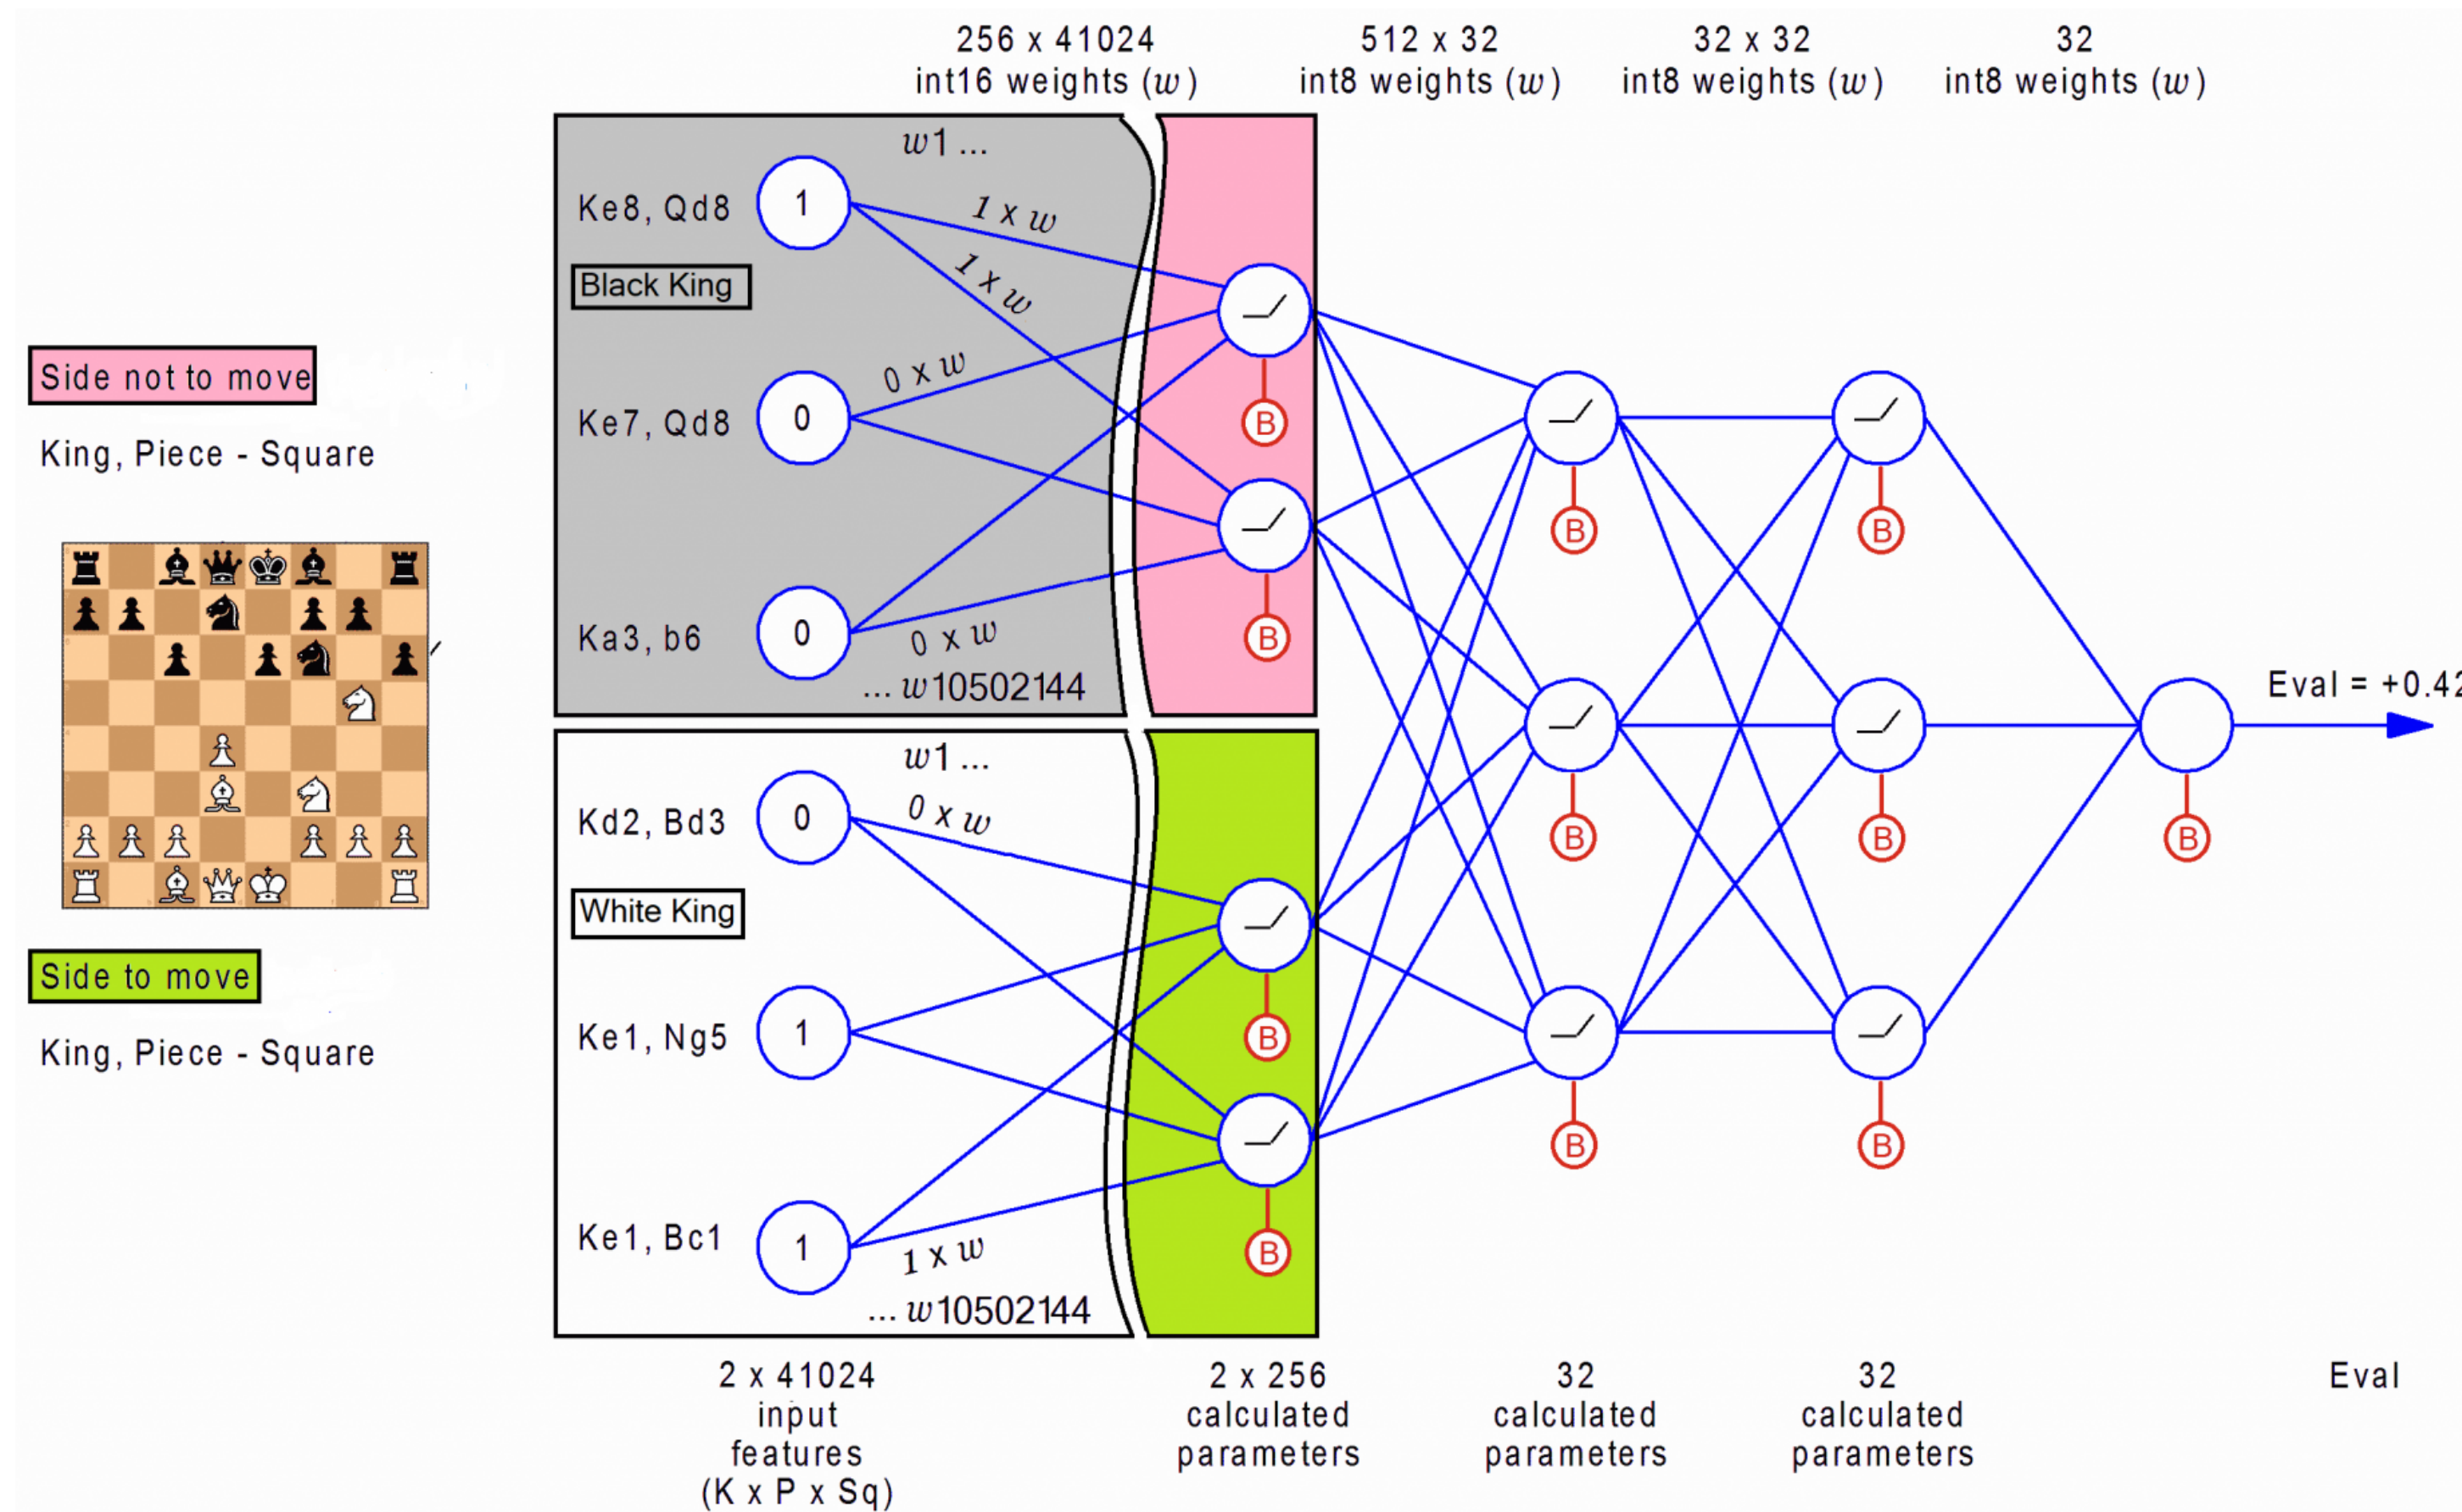 256 x 41024
int16 weights (w)
512 x 32
int8 weights (w)
32 x 32
int8 weights (w)
32
int8 weights (w)
w1 ...
Ke8, Qd8
1
1 x w
1 x w
Black King
0 x w
Ke7, Qd8
0
B
Ka3, b6
0
0 x w
B
... w10502144
Side not to move
King, Piece - Square
Side to move
King, Piece - Square
w1 ...
Kd2, Bd3
0
0 x w
White King
Ke1, Ng5
1
B
Ke1, Bc1
1
1 x w
B
... w10502144
B
B
B
B
B
B
B
Eval = +0.42
2 x 41024
input
features
(K x P x Sq)
2 x 256
calculated
parameters
32
calculated
parameters
32
calculated
parameters
Eval